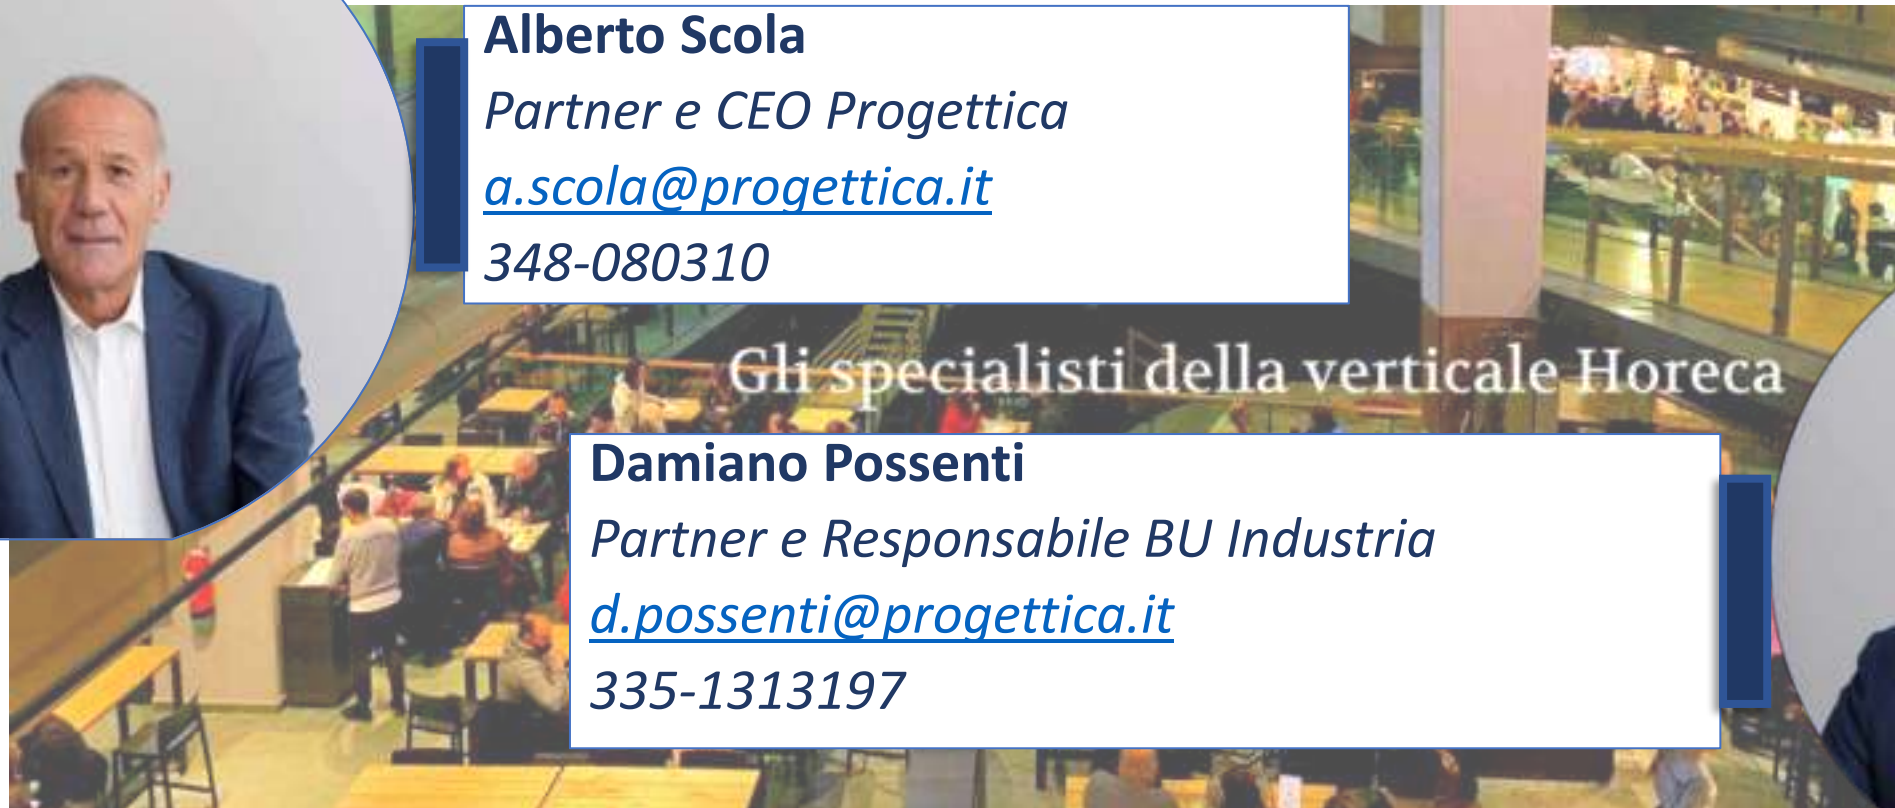 Alberto Scola
Partner e CEO Progettica
a.scola@progettica.it
348-080310
Gli specialisti della verticale Horeca
Damiano Possenti
Partner e Responsabile BU Industria
d.possenti@progettica.it
335-1313197